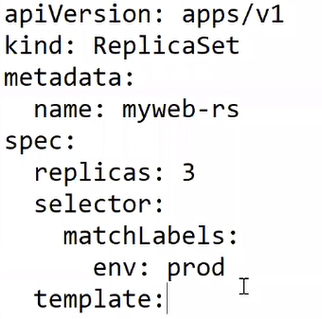 apiVersion: apps/v1
kind: ReplicaSet
metadata:
  name: myweb-rs
spec:
  replicas: 3
  selector:
    matchLabels:
      env: prod
  template: